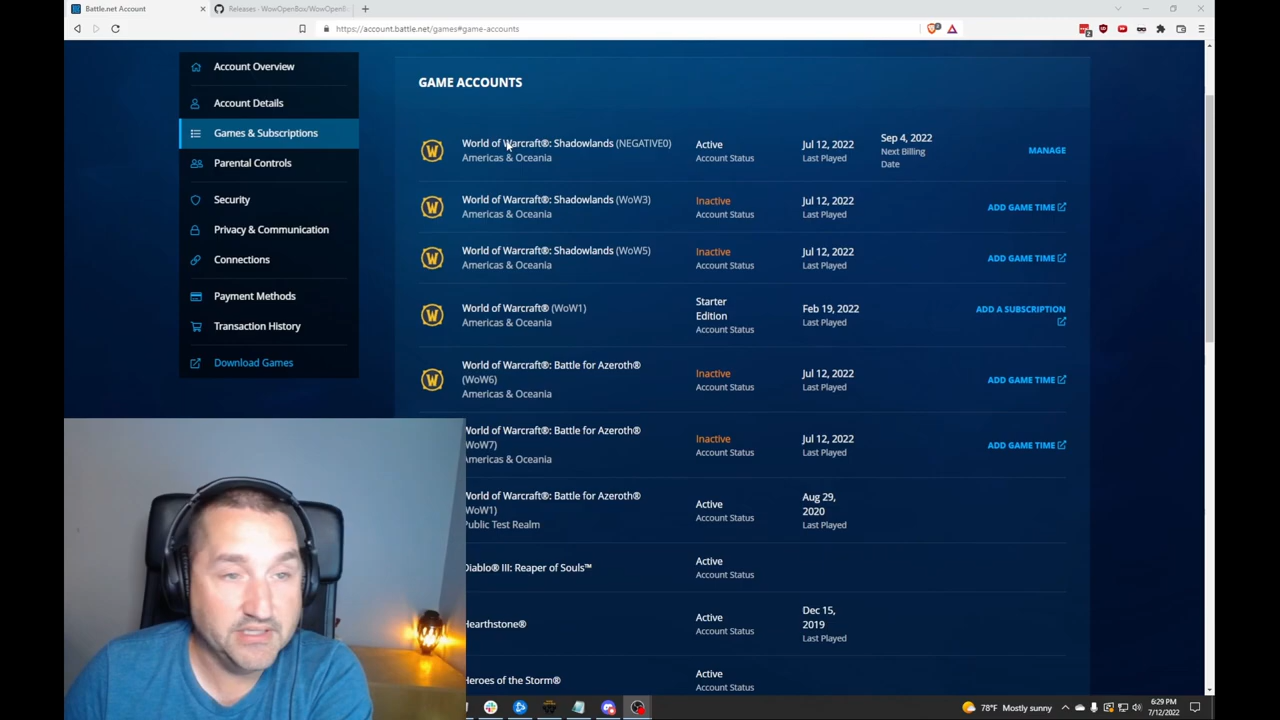 Battle.net Account
Releases · WowOpenBox/WowOpenB
https://account.battle.net/games#game-accounts
Account Overview
Account Details
Games & Subscriptions
Parental Controls
Security
Privacy & Communication
Connections
Payment Methods
Transaction History
Download Games
GAME ACCOUNTS
World of Warcraft®: Shadowlands (NEGATIVE0)
Americas & Oceania
Active
Account Status
Jul 12, 2022
Last Played
Sep 4, 2022
Next Billing
Date
MANAGE
World of Warcraft®: Shadowlands (WoW3)
Americas & Oceania
Inactive
Account Status
Jul 12, 2022
Last Played
ADD GAME TIME
World of Warcraft®: Shadowlands (WoW5)
Americas & Oceania
Inactive
Account Status
Jul 12, 2022
Last Played
ADD GAME TIME
World of Warcraft® (WoW1)
Americas & Oceania
Starter
Edition
Account Status
Feb 19, 2022
Last Played
ADD A SUBSCRIPTION
World of Warcraft®: Battle for Azeroth®
(WoW6)
Americas & Oceania
Inactive
Account Status
Jul 12, 2022
Last Played
ADD GAME TIME
World of Warcraft®: Battle for Azeroth®
(WoW7)
Americas & Oceania
Inactive
Account Status
Jul 12, 2022
Last Played
ADD GAME TIME
World of Warcraft®: Battle for Azeroth®
(WoW1)
Public Test Realm
Active
Account Status
Aug 29,
2020
Last Played
Diablo® III: Reaper of Souls™
Active
Account Status
Hearthstone®
Active
Account Status
Dec 15,
2019
Last Played
Heroes of the Storm®
Active
Account Status
78°F Mostly sunny
6:29 PM
7/12/2022